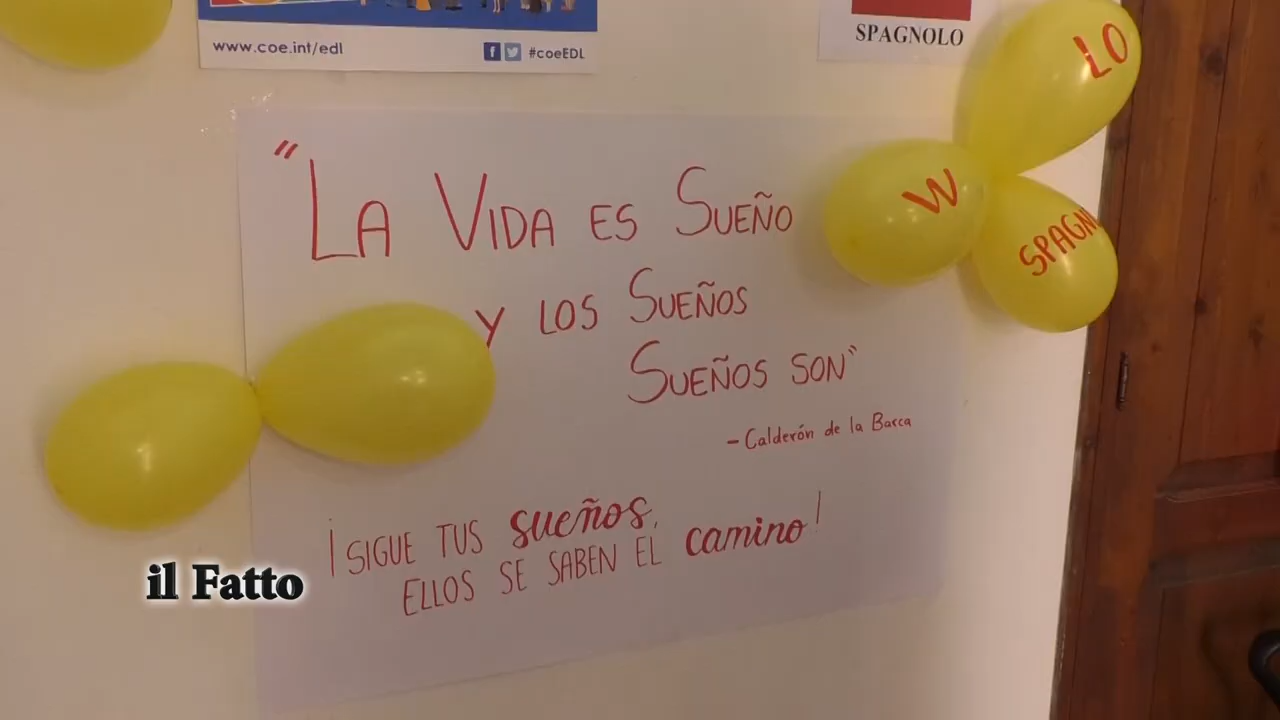 www.coe.int/edl
#coeEDL
SPAGNOLO
LO
W
SPAGN
"LA VIDA ES SUEÑO
Y LOS SUEÑOS
SUEÑOS SON"
- Calderón de la Barca
¡SIGUE TUS sueños,
ELLOS SE SABEN EL camino!
il Fatto